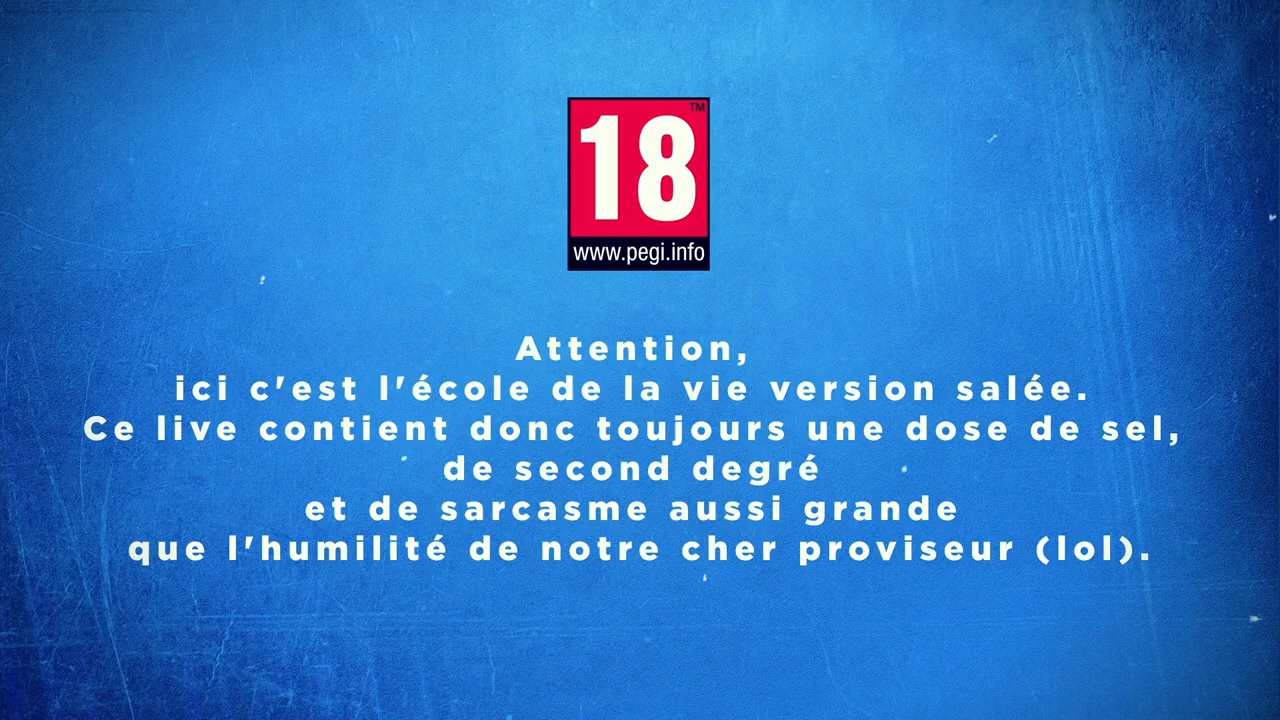 TM
18
www.pegi.info
Attention,
ici c'est l'école de la vie version salée.
Ce live contient donc toujours une dose de sel,
de second degré
et de sarcasme aussi grande
que l'humilité de notre cher proviseur (lol).